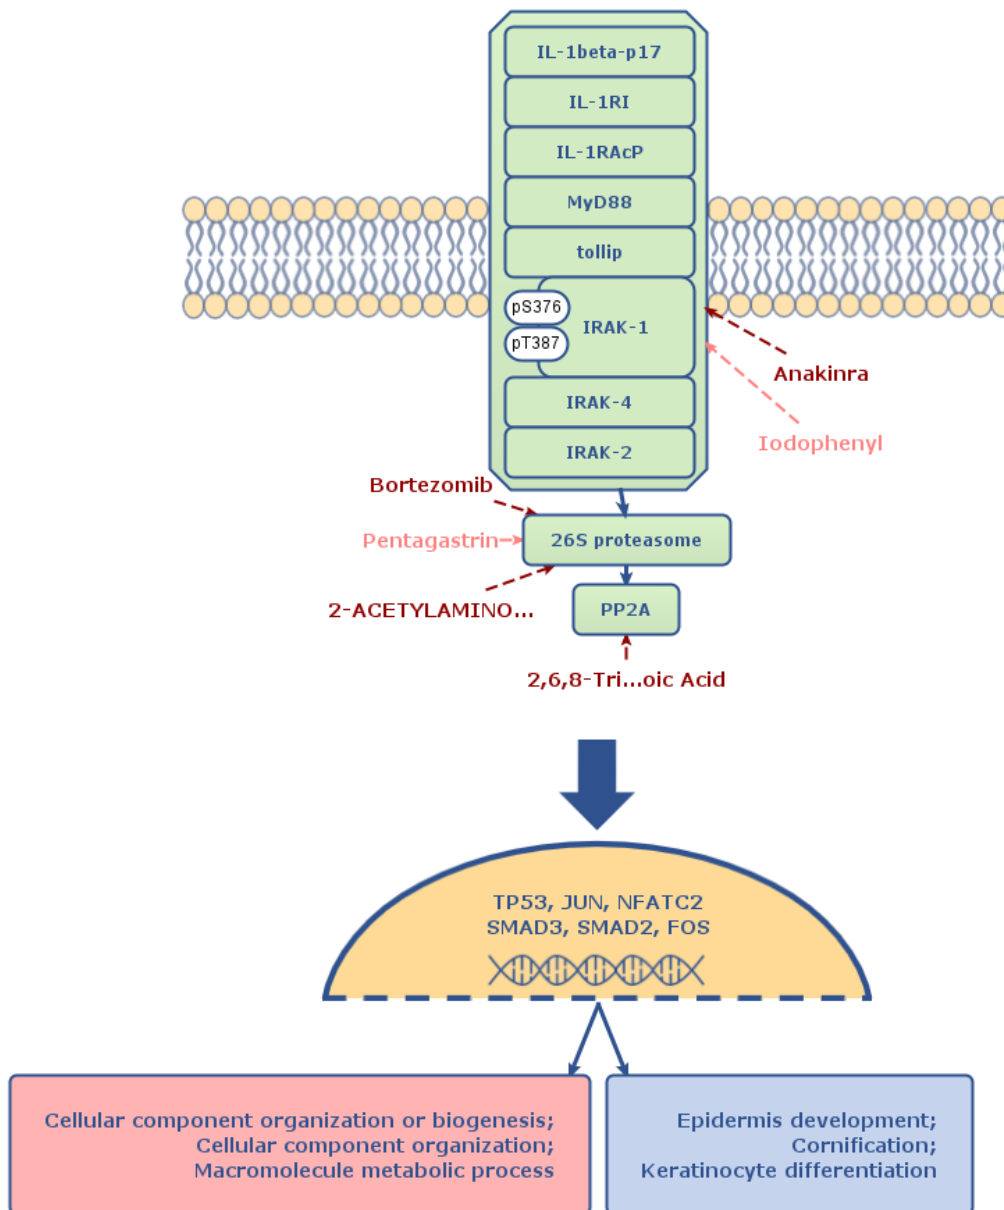 IL-1beta-p17
IL-1RI
IL-1RAcP
MyD88
tollip
pS376
IRAK-1
pT387
Anakinra
IRAK-4
Iodophenyl
IRAK-2
Bortezomib
Pentagastrin
26S proteasome
2-ACETYLAMINO...
PP2A
2,6,8-Tri...oic Acid
TP53, JUN, NFATC2
SMAD3, SMAD2, FOS
Cellular component organization or biogenesis;
Cellular component organization;
Macromolecule metabolic process
Epidermis development;
Cornification;
Keratinocyte differentiation